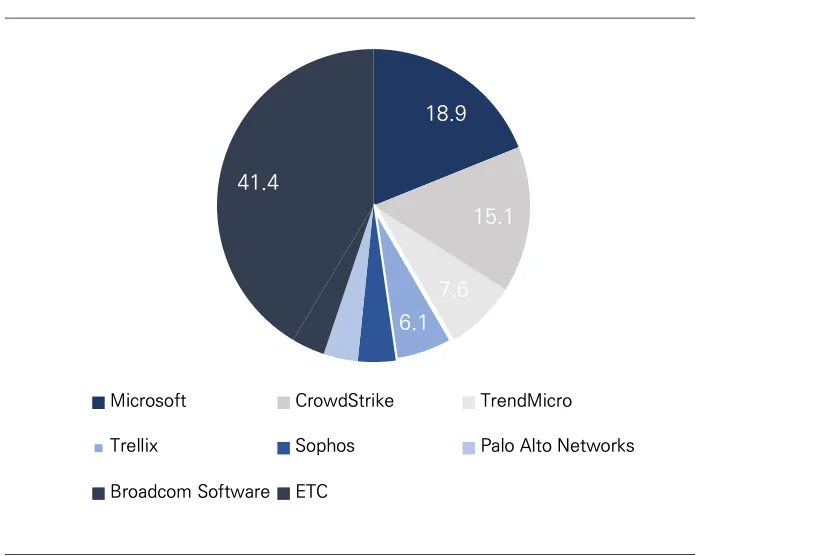 18.9
41.4
15.1
7.6
6.1
Microsoft CrowdStrike TrendMicro
Trellix Sophos Palo Alto Networks
Broadcom Software ETC